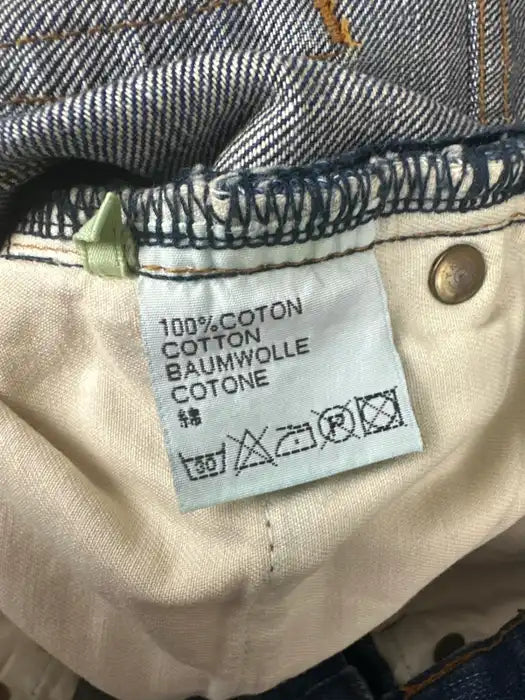 100%COTON
COTTON
BAUMWOLLE
COTONE
綿
30 P